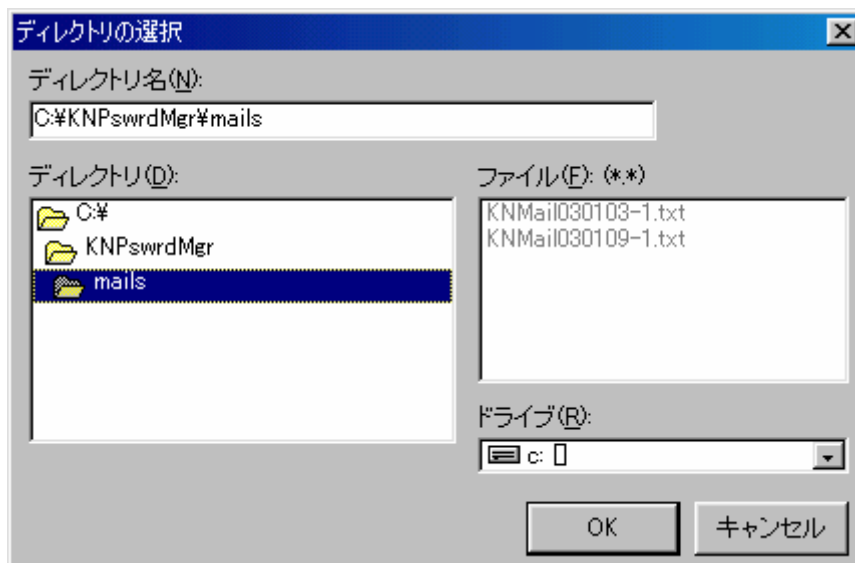 ディレクトリの選択
ディレクトリ名(N):
C:¥KNPswrdMgr¥mails
ディレクトリ(D):
C:¥
KNPswrdMgr
mails
ファイル(F): (*.*)
KNMail030103-1.txt
KNMail030109-1.txt
ドライブ(R):
c: []
OK
キャンセル